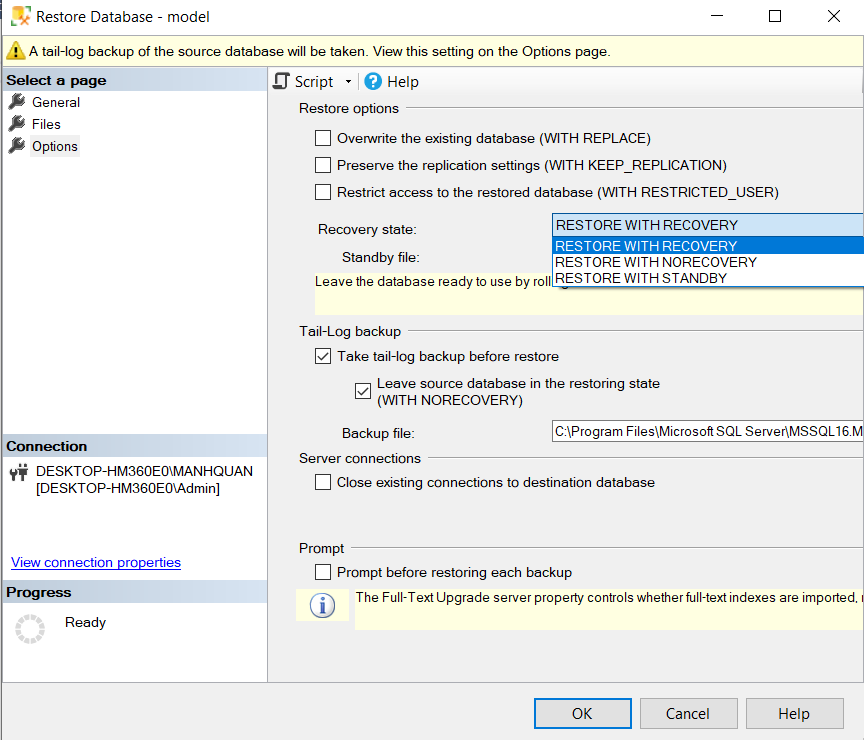 Restore Database - model
A tail-log backup of the source database will be taken. View this setting on the Options page.
Select a page
General
Files
Options
Script
Help
Restore options
Overwrite the existing database (WITH REPLACE)
Preserve the replication settings (WITH KEEP_REPLICATION)
Restrict access to the restored database (WITH RESTRICTED_USER)
Recovery state:
RESTORE WITH RECOVERY
RESTORE WITH RECOVERY
RESTORE WITH NORECOVERY
RESTORE WITH STANDBY
Standby file:
Leave the database ready to use by
Tail-Log backup
Take tail-log backup before restore
Leave source database in the restoring state
(WITH NORECOVERY)
Backup file:
C:\Program Files\Microsoft SQL Server\MSSQL16.M
Server connections
Close existing connections to destination database
Prompt
Prompt before restoring each backup
The Full-Text Upgrade server property controls whether full-text indexes are imported,
Connection
DESKTOP-HM360E0\MANHQUAN
[DESKTOP-HM360E0\Admin]
View connection properties
Progress
Ready
OK
Cancel
Help